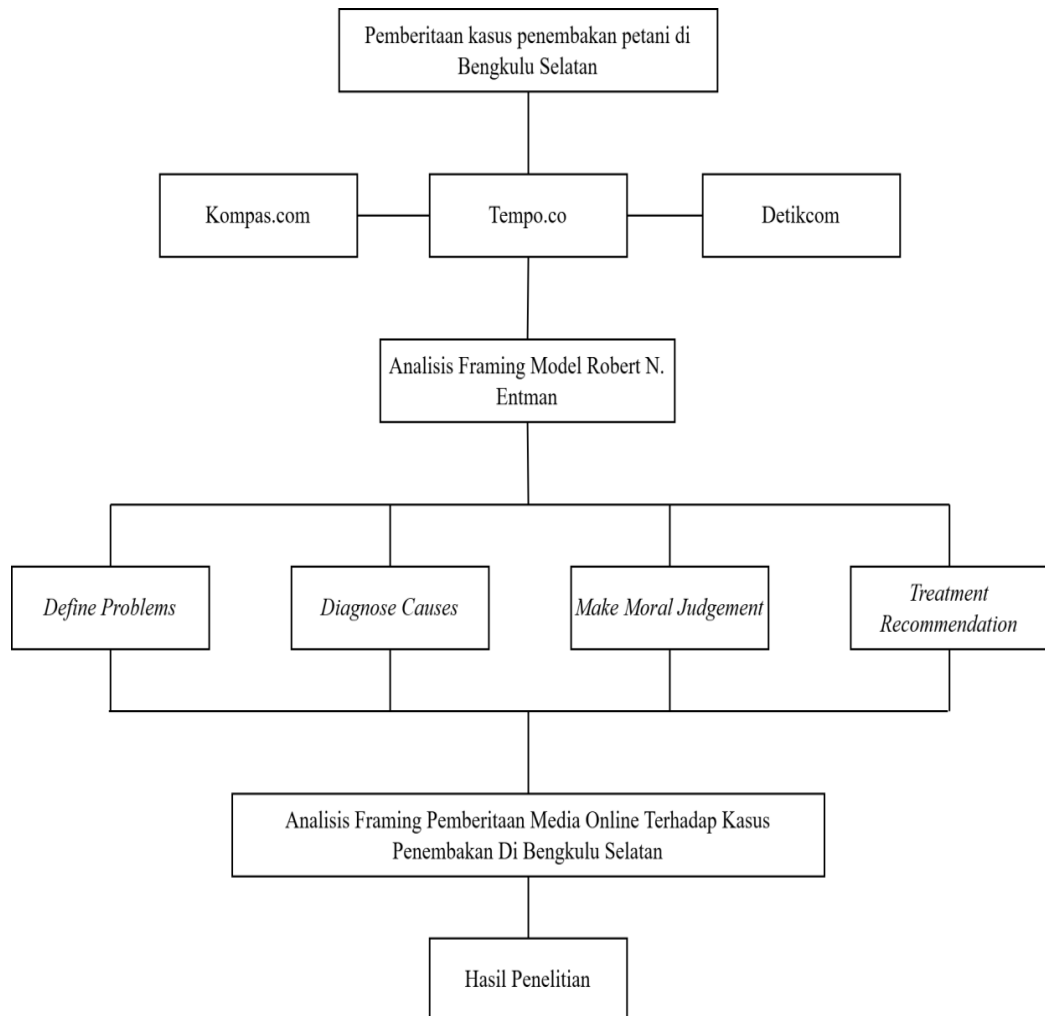 Pemberitaan kasus penembakan petani di
Bengkulu Selatan
Kompas.com
Tempo.co
Detikcom
Analisis Framing Model Robert N.
Entman
Define Problems
Diagnose Causes
Make Moral Judgement
Treatment
Recommendation
Analisis Framing Pemberitaan Media Online Terhadap Kasus
Penembakan Di Bengkulu Selatan
Hasil Penelitian